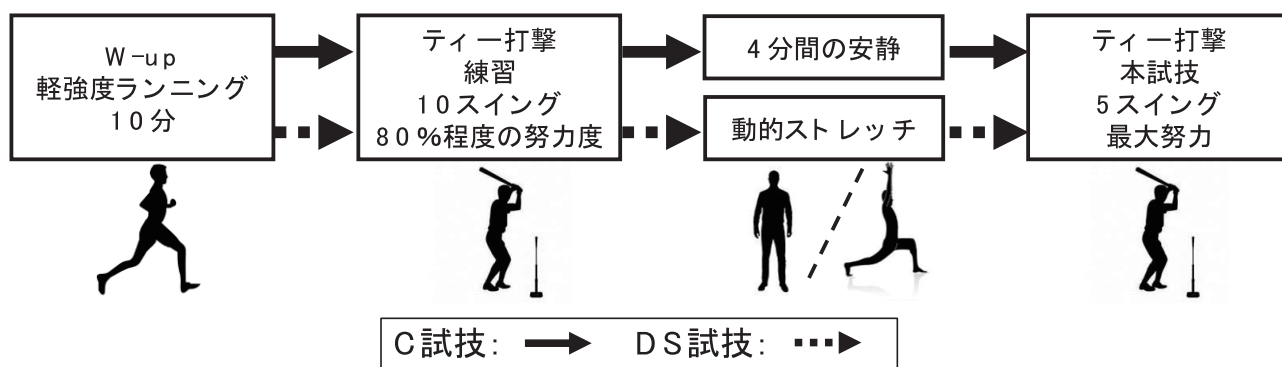 W-up
軽強度ランニング
10分
ティー打撃
練習
10スイング
80%程度の努力度
4分間の安静
動的ストレッチ
ティー打撃
本試技
5スイング
最大努力
C試技： DS試技：